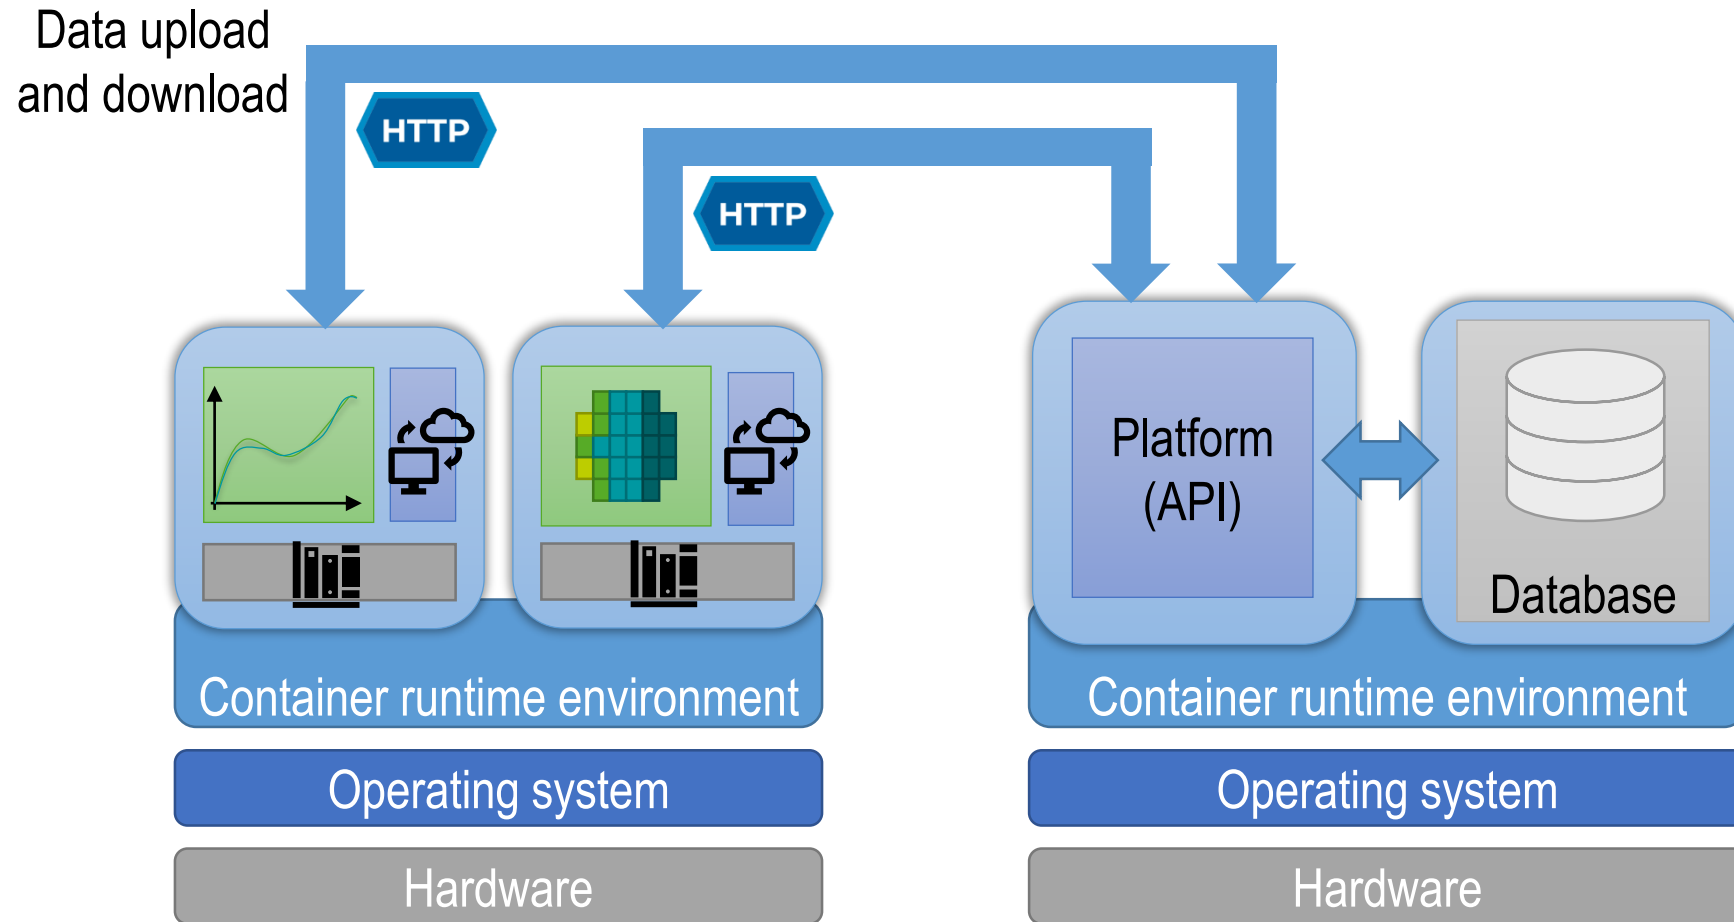 Data upload
and download
HTTP
HTTP
Platform
(API)
Database
Container runtime environment
Container runtime environment
Operating system
Operating system
Hardware
Hardware